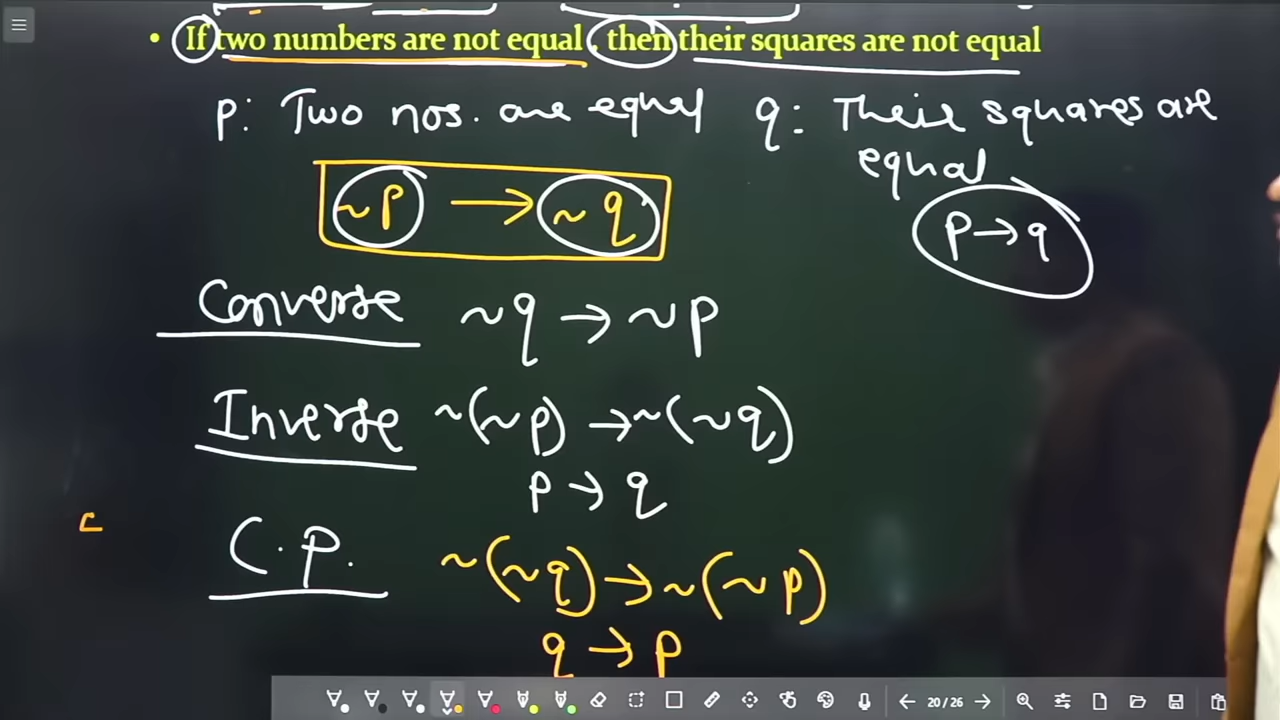 • If two numbers are not equal, then their squares are not equal
p: Two nos. are equal q: Their squares are
equal
~p → ~q
p → q
Converse ~q → ~p
Inverse ~(~p) → ~(~q)
p → q
C.P. ~(~q) → ~(~p)
q → p
20 / 26